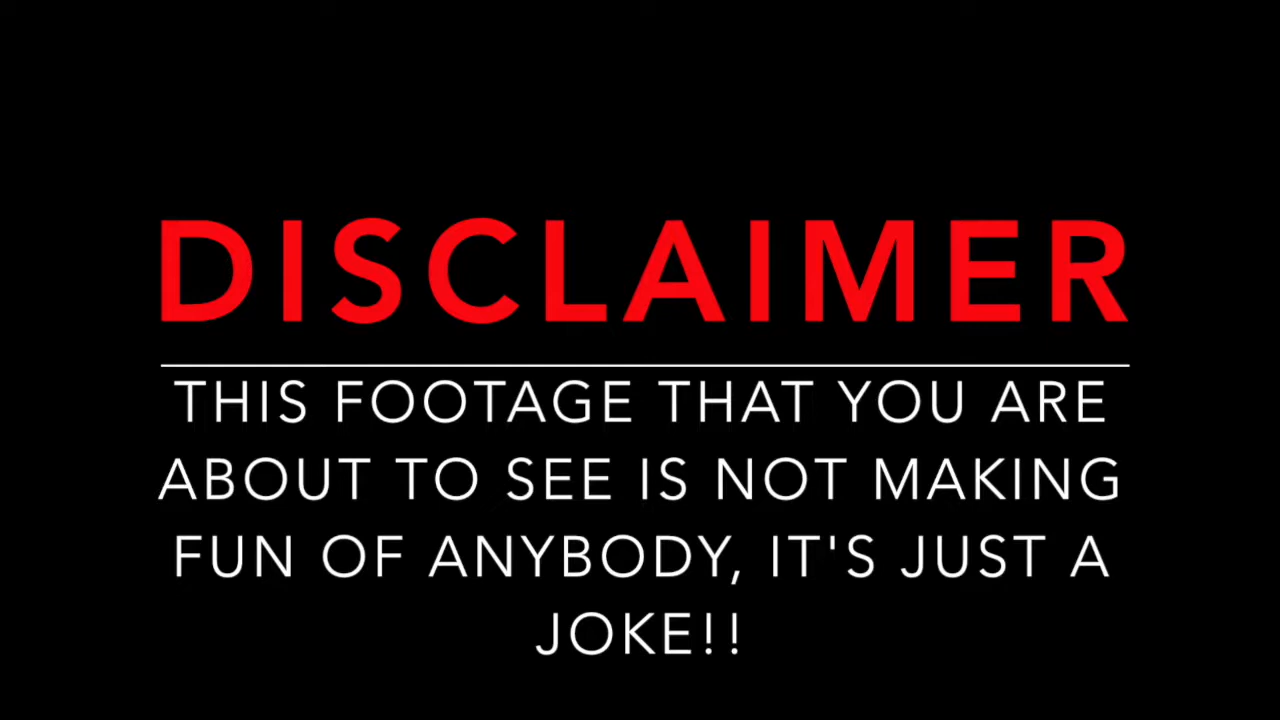 DISCLAIMER
THIS FOOTAGE THAT YOU ARE
ABOUT TO SEE IS NOT MAKING
FUN OF ANYBODY, IT'S JUST A
JOKE!!